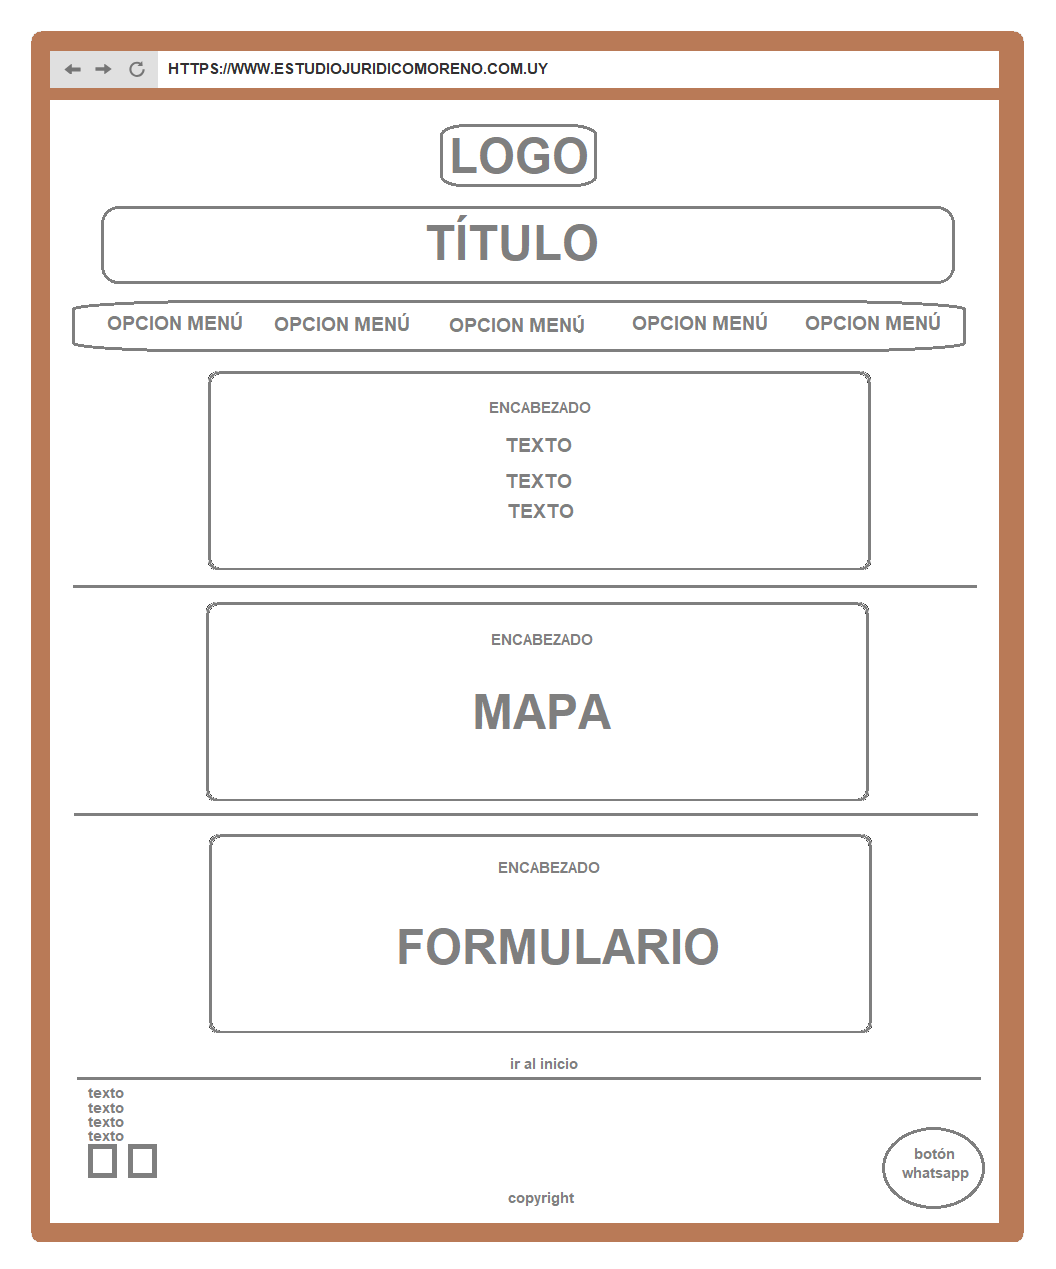 HTTPS://WWW.ESTUDIOJURIDICOMORENO.COM.UY
LOGO
TÍTULO
OPCION MENÚ OPCION MENÚ OPCION MENÚ OPCION MENÚ OPCION MENÚ
ENCABEZADO
TEXTO
TEXTO
TEXTO
ENCABEZADO
MAPA
ENCABEZADO
FORMULARIO
ir al inicio
texto
texto
texto
texto
botón
whatsapp
copyright